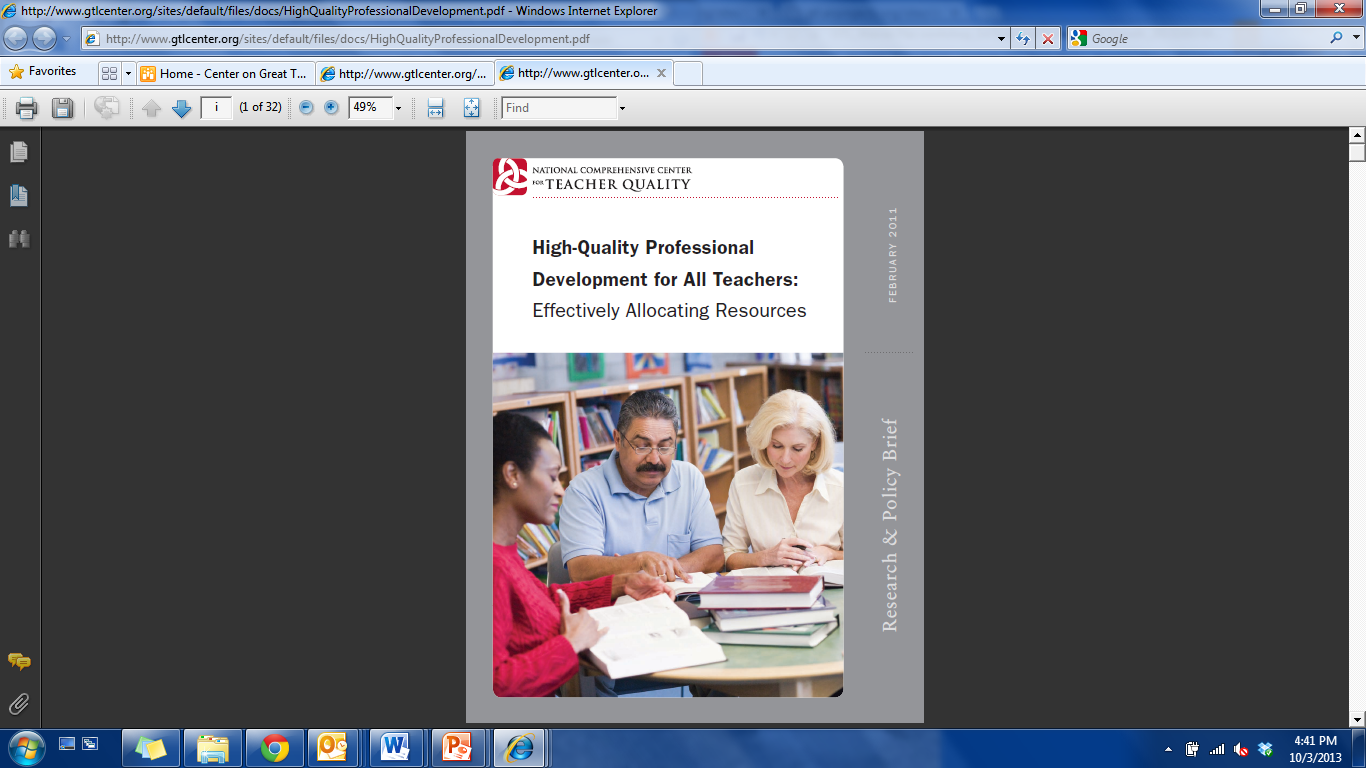 http://www.gtlcenter.org/sites/default/files/docs/HighQualityProfessionalDevelopment.pdf - Windows Internet Explorer
http://www.gtlcenter.org/sites/default/files/docs/HighQualityProfessionalDevelopment.pdf
Google
Favorites
Home - Center on Great T...
http://www.gtlcenter.org/...
http://www.gtlcenter.o...
i
(1 of 32)
49%
Find
NATIONAL COMPREHENSIVE CENTER
FOR TEACHER QUALITY
High-Quality Professional
Development for All Teachers:
Effectively Allocating Resources
FEBRUARY 2011
Research & Policy Brief
4:41 PM
10/3/2013